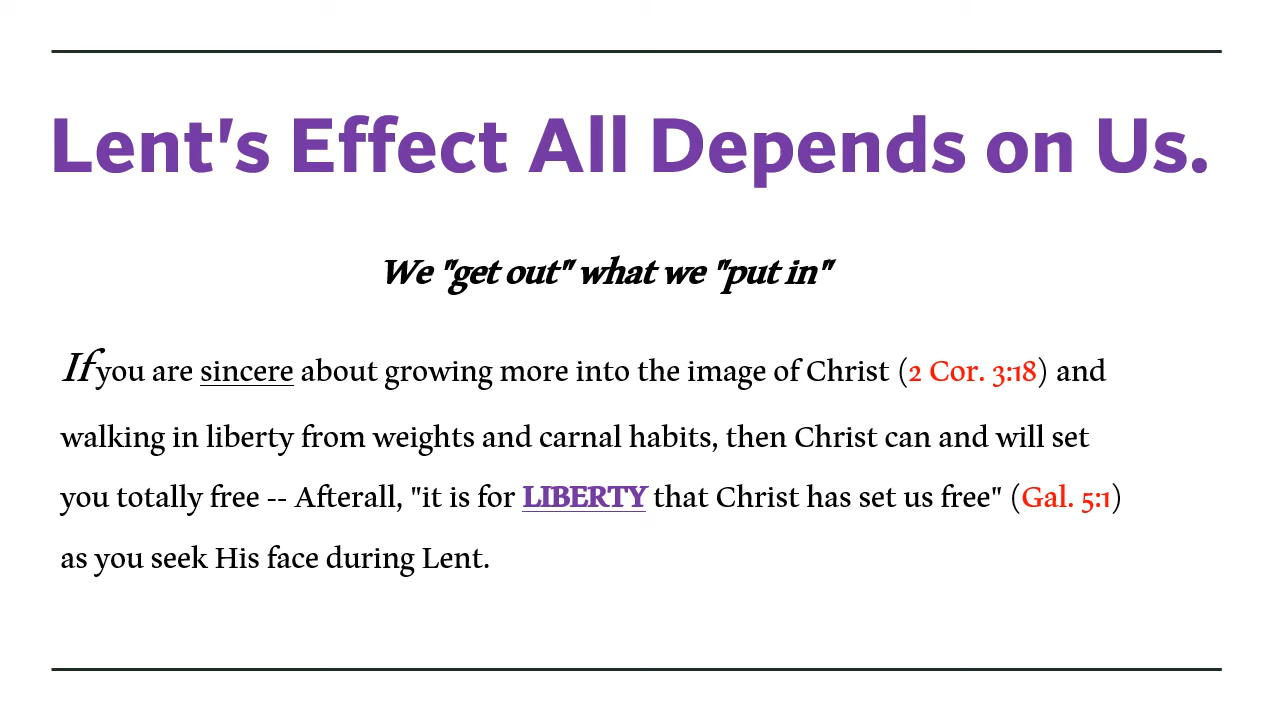 Lent's Effect All Depends on Us.
We "get out" what we "put in"
If you are sincere about growing more into the image of Christ (2 Cor. 3:18) and
walking in liberty from weights and carnal habits, then Christ can and will set
you totally free -- Afterall, "it is for LIBERTY that Christ has set us free" (Gal. 5:1)
as you seek His face during Lent.